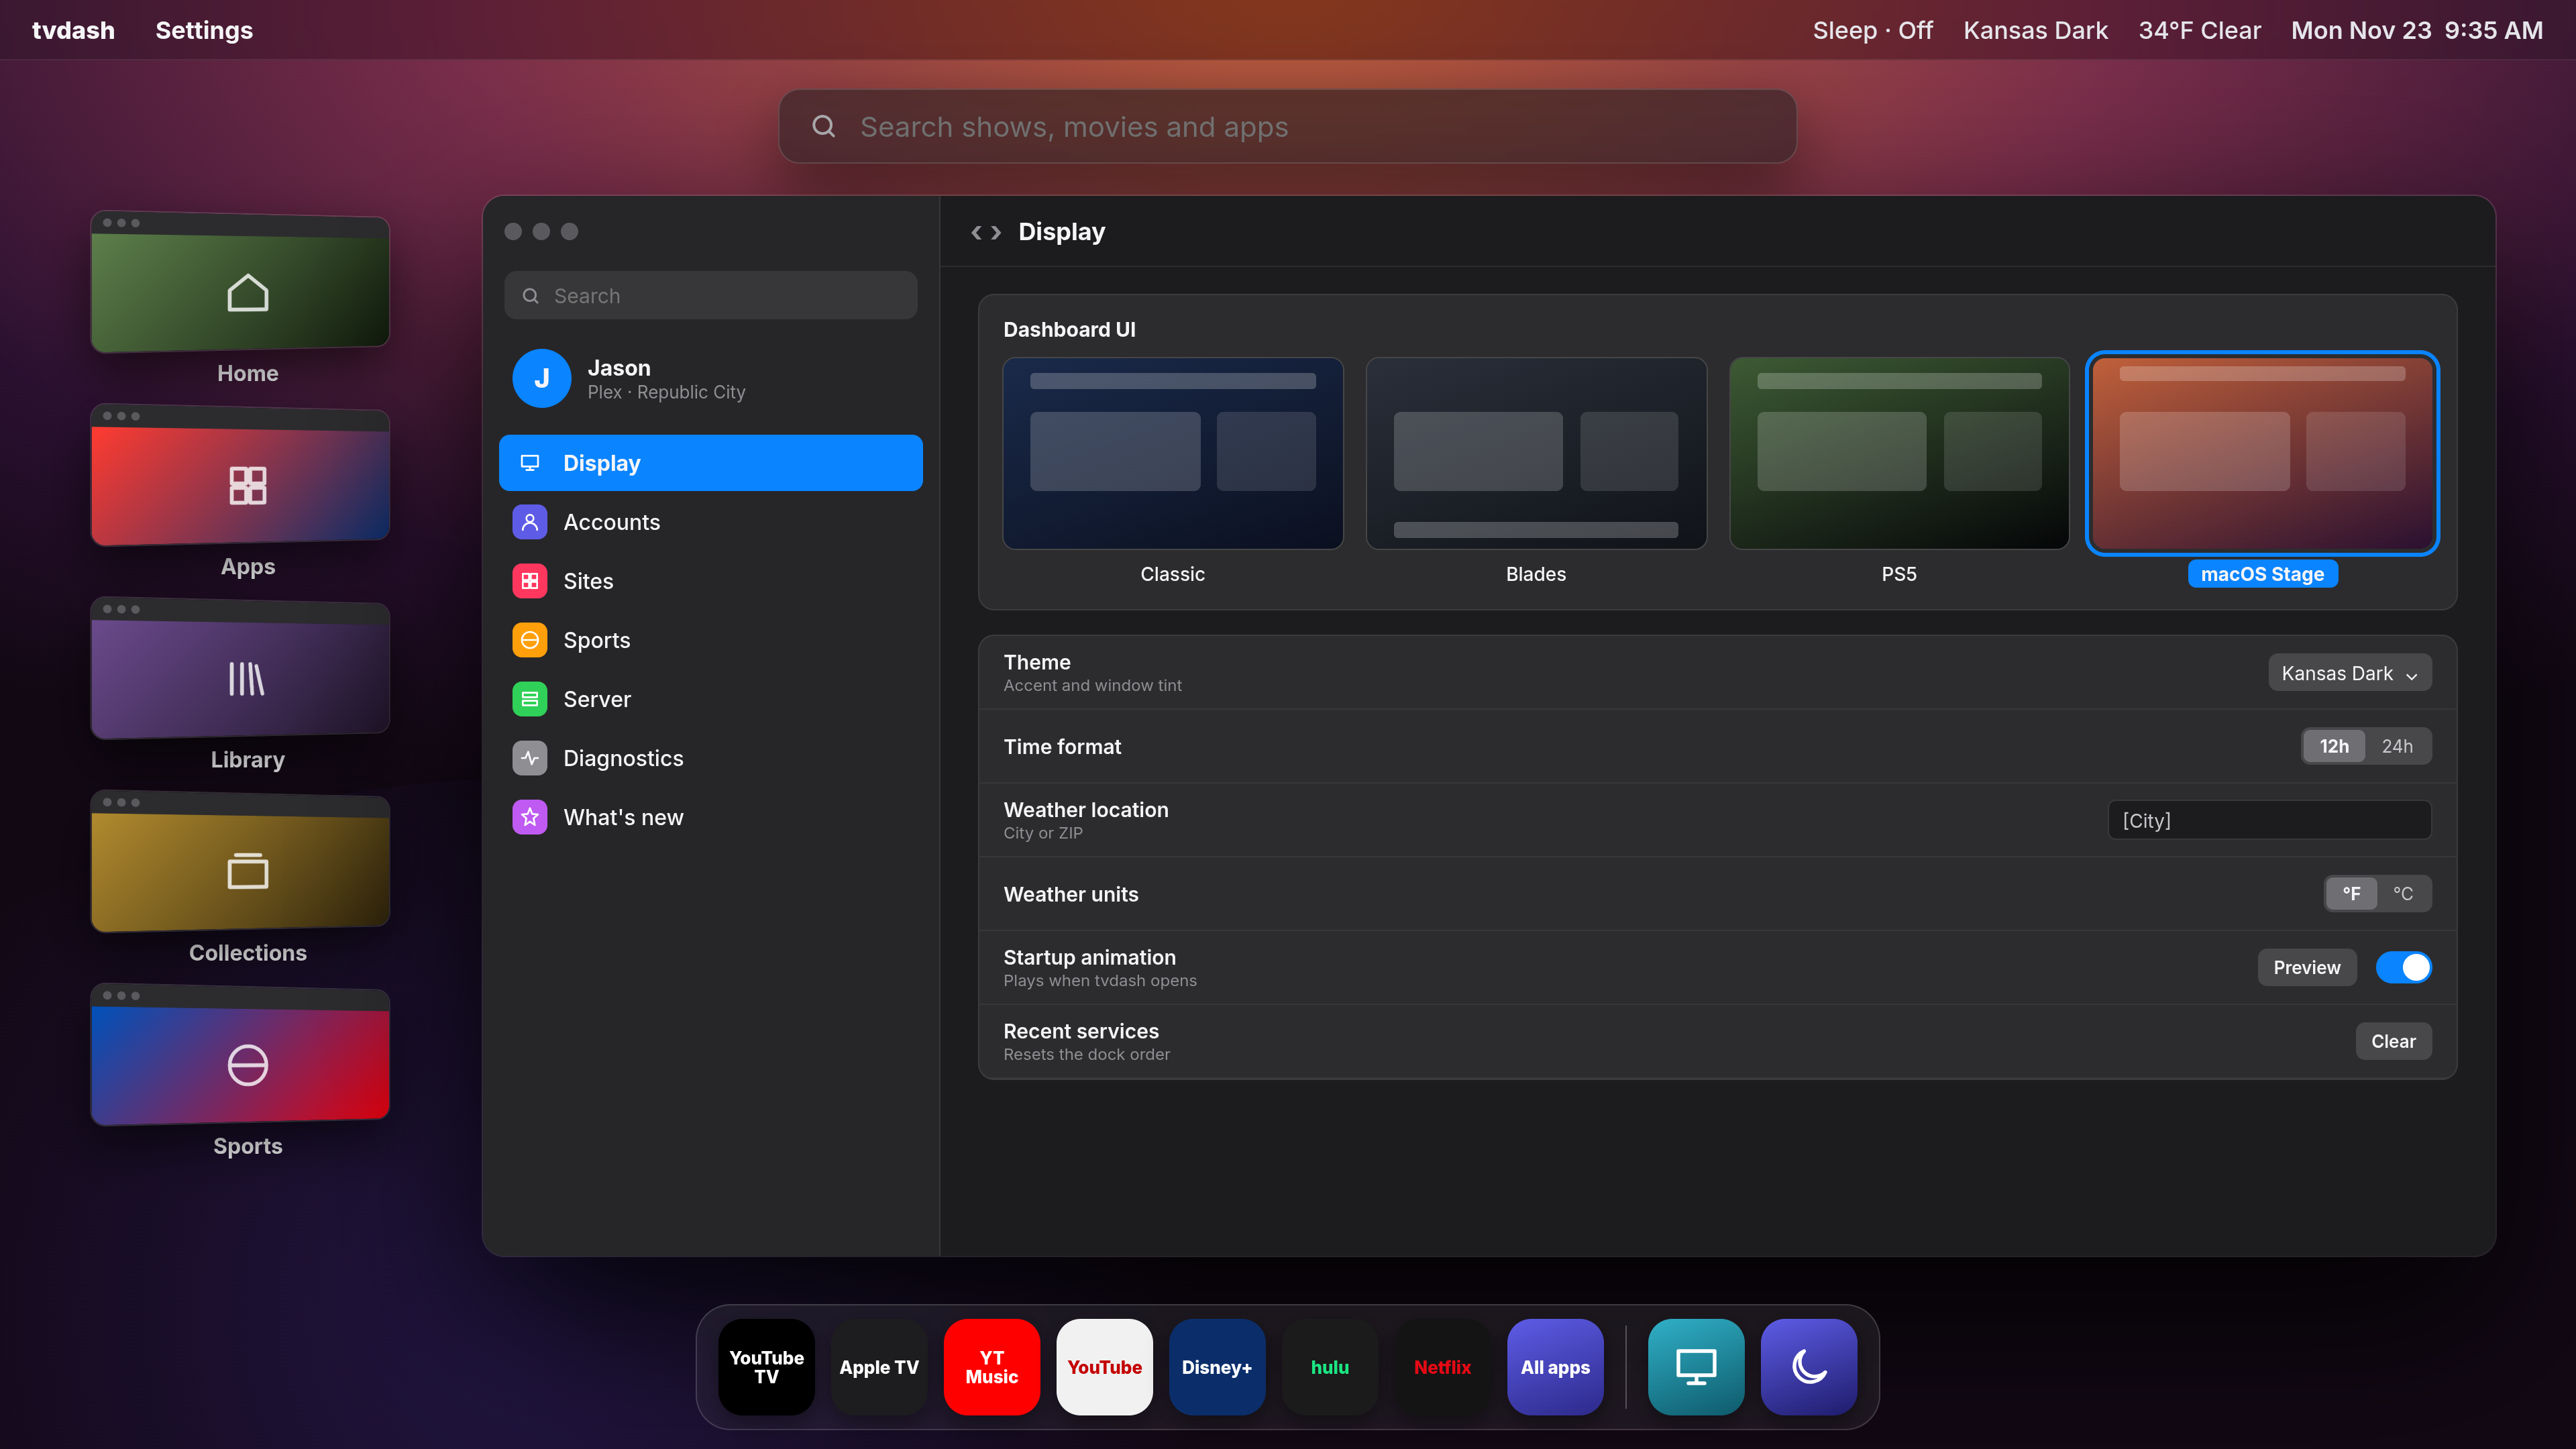 tvdash
Settings
Sleep · Off
Kansas Dark
34°F Clear
Mon Nov 23 9:35 AM
Search shows, movies and apps
Home
Apps
Library
Collections
Sports
Search
J
Jason
Plex · Republic City
Display
Accounts
Sites
Sports
Server
Diagnostics
What's new
Display
Dashboard UI
Classic
Blades
PS5
macOS Stage
Theme
Accent and window tint
Kansas Dark
Time format
12h
24h
Weather location
City or ZIP
[City]
Weather units
°F
°C
Startup animation
Plays when tvdash opens
Preview
Recent services
Resets the dock order
Clear
YouTube
TV
Apple TV
YT
Music
YouTube
Disney+
hulu
Netflix
All apps